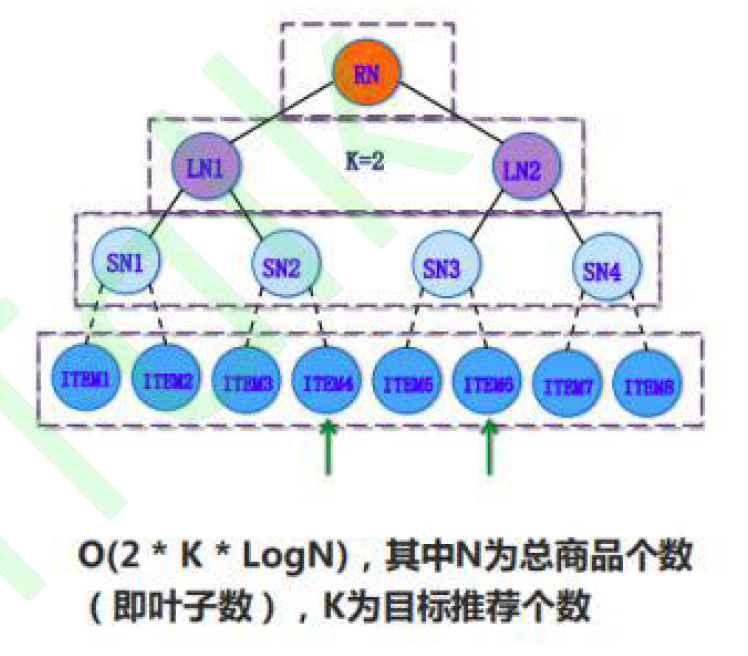 RN
LN1 K=2 LN2
SN1 SN2 SN3 SN4
ITEM1 ITEM2 ITEM3 ITEM4 ITEM5 ITEM6 ITEM7 ITEM8
O(2 * K * LogN)，其中N为总商品个数
（即叶子数），K为目标推荐个数